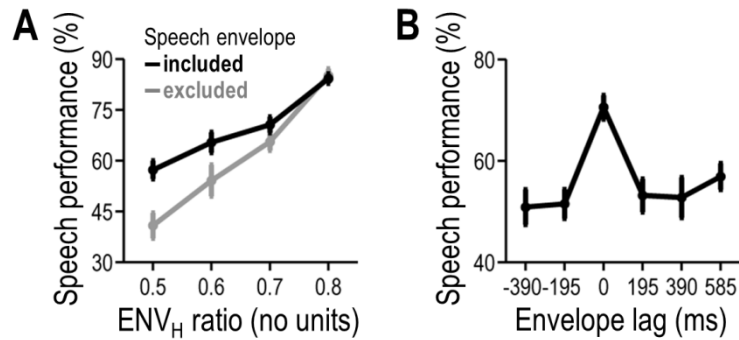 A
Speech performance (%)
Speech envelope
included
excluded
90
75
60
45
30
0.5 0.6 0.7 0.8
ENVH ratio (no units)
B
Speech performance (%)
80
60
40
-390 -195 0 195 390 585
Envelope lag (ms)